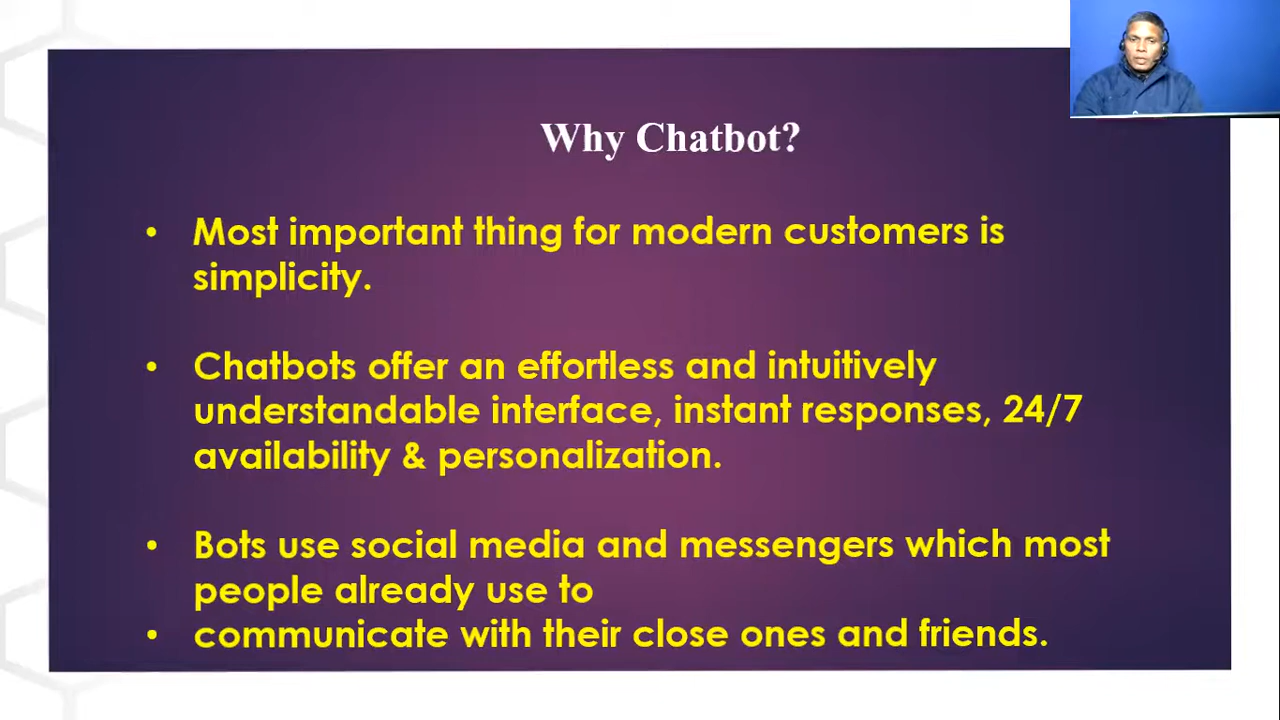 Why Chatbot?
• Most important thing for modern customers is
simplicity.
• Chatbots offer an effortless and intuitively
understandable interface, instant responses, 24/7
availability & personalization.
• Bots use social media and messengers which most
people already use to
• communicate with their close ones and friends.